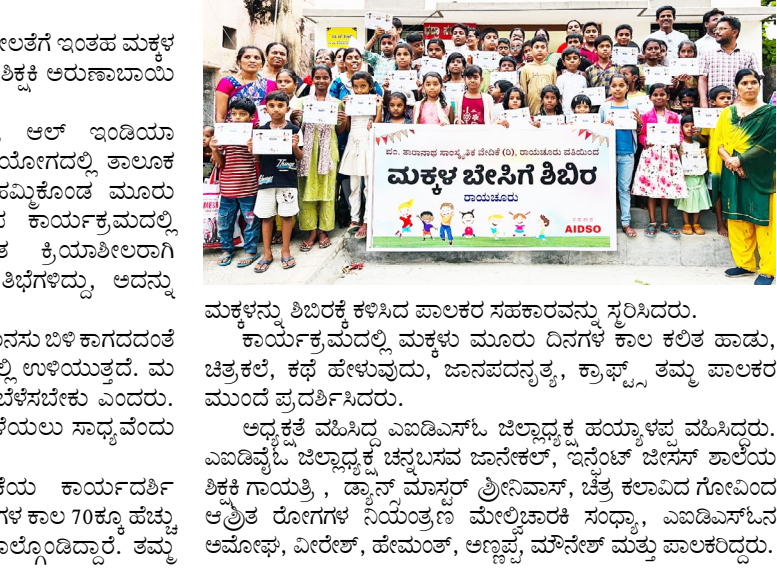 ೀಲತೆಗೆ ಇಂತಹ ಮಕ್ಕಳ
ಶಿಕ್ಷಕಿ ಅರುಣಾಬಾಯಿ
ಆಲ್ ಇಂಡಿಯಾ
ಯೋಗದಲ್ಲಿ ತಾಲೂಕ
ಹಮ್ಮಿಕೊಂಡ ಮೂರು
ಕಾರ್ಯಕ್ರಮದಲ್ಲಿ
ತ ಕ್ರಿಯಾಶೀಲರಾಗಿ
ತಿಭೆಗಳಿದ್ದು, ಅದನ್ನು
ನಸು ಬಿಳಿ ಕಾಗದದಂತೆ
ಲ್ಲಿ ಉಳಿಯುತ್ತದೆ. ಮ
ಬೆಳೆಸಬೇಕು ಎಂದರು.
ಳೆಯಲು ಸಾಧ್ಯವೆಂದು
ಕೆಯ ಕಾರ್ಯದರ್ಶಿ
ಗಳ ಕಾಲ 70ಕ್ಕೂ ಹೆಚ್ಚು
ಾಲ್ಗೊಂಡಿದ್ದಾರೆ. ತಮ್ಮ
ಪಂ. ತಾರಾನಾಥ ಸಾಂಸ್ಕೃತಿಕ ವೇದಿಕೆ (ರಿ), ರಾಯಚೂರು ವತಿಯಿಂದ
ಮಕ್ಕಳ ಬೇಸಿಗೆ ಶಿಬಿರ
ರಾಯಚೂರು
AIDSO
ಮಕ್ಕಳನ್ನು ಶಿಬಿರಕ್ಕೆ ಕಳಿಸಿದ ಪಾಲಕರ ಸಹಕಾರವನ್ನು ಸ್ಮರಿಸಿದರು.
ಕಾರ್ಯಕ್ರಮದಲ್ಲಿ ಮಕ್ಕಳು ಮೂರು ದಿನಗಳ ಕಾಲ ಕಲಿತ ಹಾಡು,
ಚಿತ್ರಕಲೆ, ಕಥೆ ಹೇಳುವುದು, ಜಾನಪದನೃತ್ಯ, ಕ್ರಾಫ್ಟ್ಸ್ ತಮ್ಮ ಪಾಲಕರ
ಮುಂದೆ ಪ್ರದರ್ಶಿಸಿದರು.
ಅಧ್ಯಕ್ಷತೆ ವಹಿಸಿದ್ದ ಎಐಡಿಎಸ್‌ಓ ಜಿಲ್ಲಾಧ್ಯಕ್ಷ ಹಯ್ಯಾಳಪ್ಪ ವಹಿಸಿದ್ದರು.
ಎಐಡಿವೈಓ ಜಿಲ್ಲಾಧ್ಯಕ್ಷ ಚನ್ನಬಸವ ಜಾನೇಕಲ್, ಇನ್ಫೆಂಟ್ ಜೀಸಸ್ ಶಾಲೆಯ
ಶಿಕ್ಷಕಿ ಗಾಯತ್ರಿ , ಡ್ಯಾನ್ಸ್ ಮಾಸ್ಟರ್ ಶ್ರೀನಿವಾಸ್, ಚಿತ್ರ ಕಲಾವಿದ ಗೋವಿಂದ
ಆಶ್ರಿತ ರೋಗಗಳ ನಿಯಂತ್ರಣ ಮೇಲ್ವಿಚಾರಕಿ ಸಂಧ್ಯಾ, ಎಐಡಿಎಸ್‌ಓನ
ಅಮೋಘ, ವೀರೇಶ್, ಹೇಮಂತ್, ಅಣ್ಣಪ್ಪ, ಮೌನೇಶ್ ಮತ್ತು ಪಾಲಕರಿದ್ದರು.